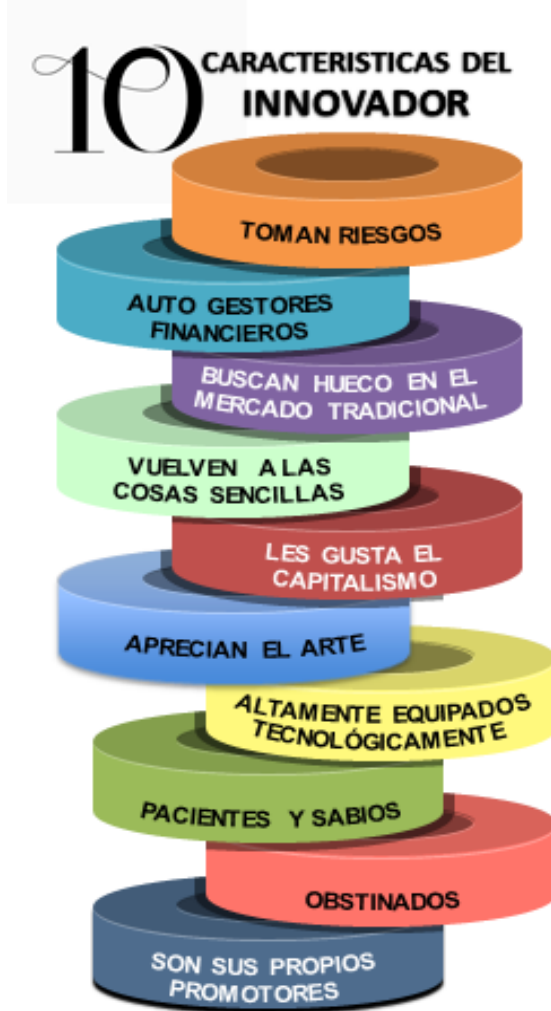 10 CARACTERISTICAS DEL
INNOVADOR
TOMAN RIESGOS
AUTO GESTORES
FINANCIEROS
BUSCAN HUECO EN EL
MERCADO TRADICIONAL
VUELVEN A LAS
COSAS SENCILLAS
LES GUSTA EL
CAPITALISMO
APRECIAN EL ARTE
ALTAMENTE EQUIPADOS
TECNOLÓGICAMENTE
PACIENTES Y SABIOS
OBSTINADOS
SON SUS PROPIOS
PROMOTORES